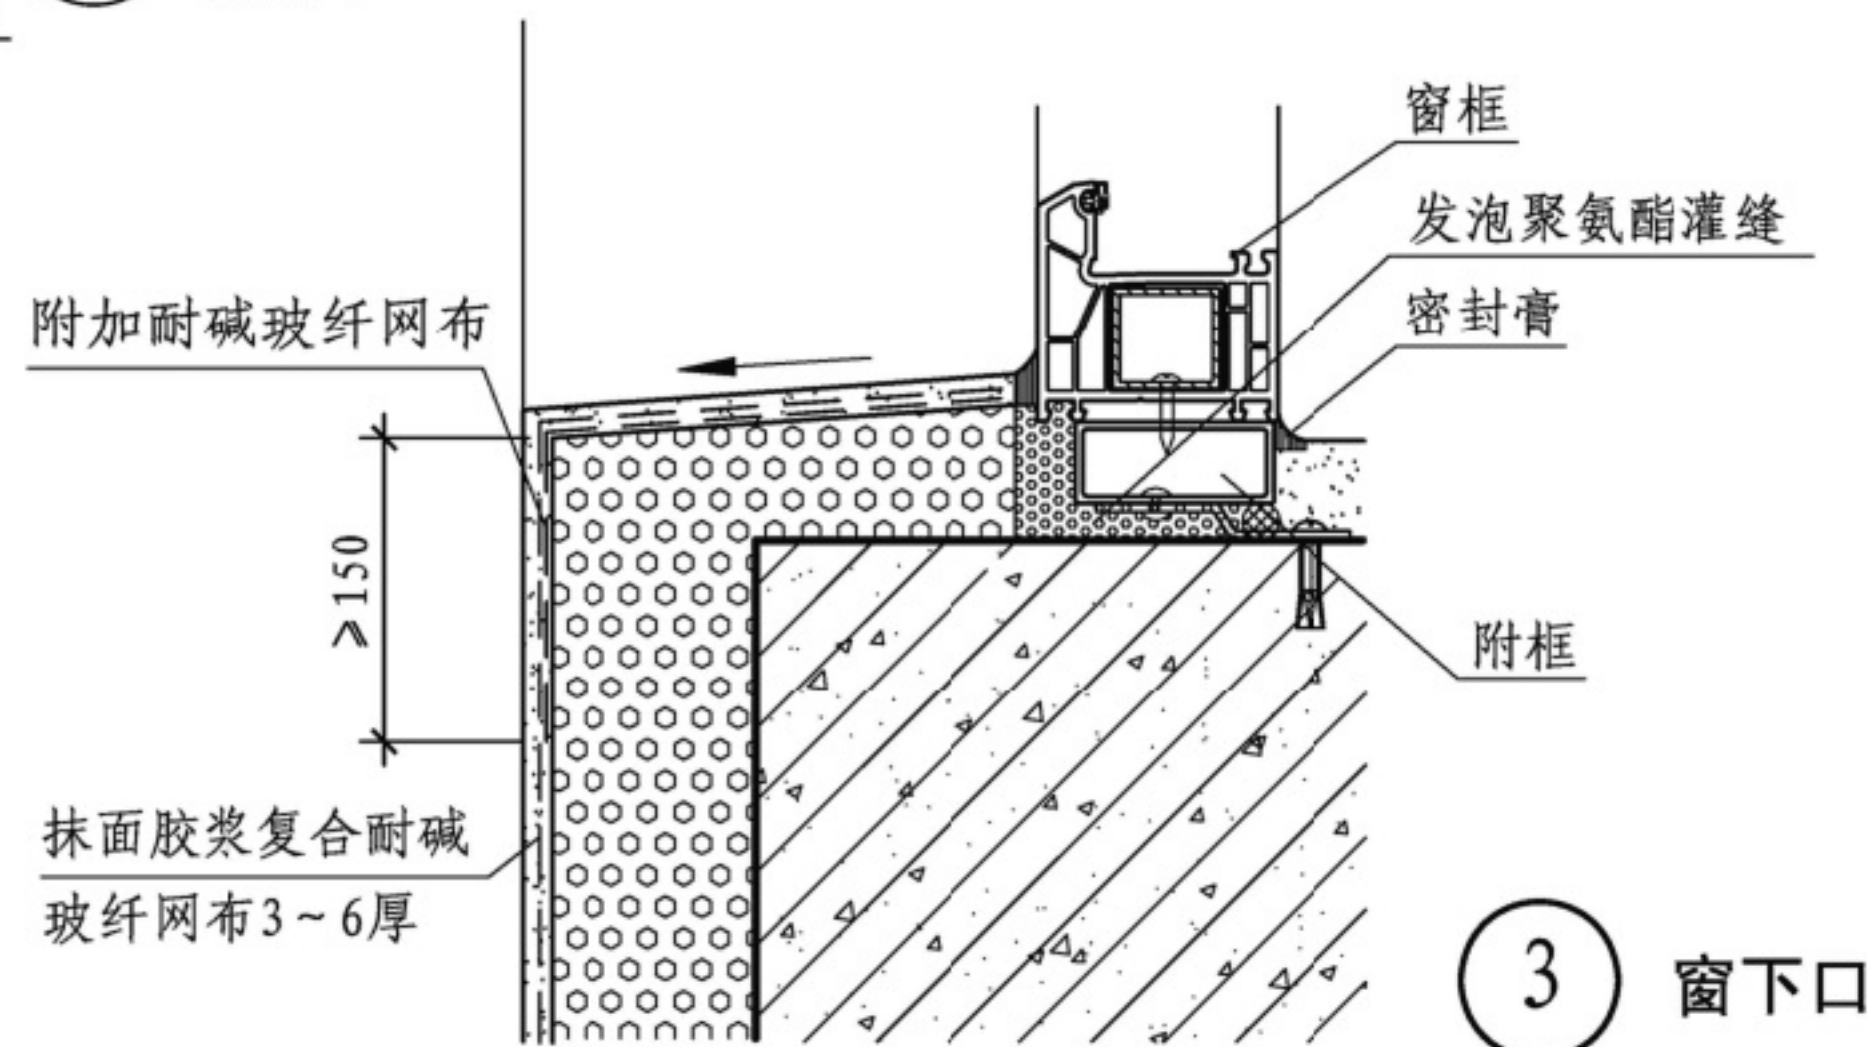 窗框
发泡聚氨酯灌缝
密封膏
附加耐碱玻纤网布
≥150
附框
抹面胶浆复合耐碱
玻纤网布3~6厚
3 窗下口